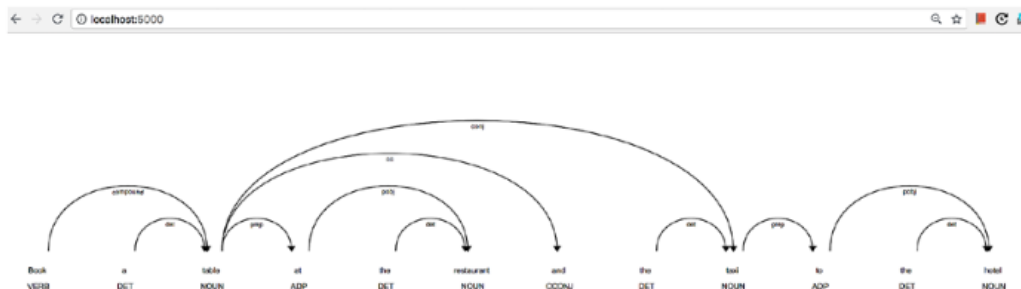 localhost:5000
conj
cc
compound
pobj
pobj
det
prep
det
det
prep
det
Book a table at the restaurant and the taxi to the hotel
VERB DET NOUN ADP DET NOUN CCONJ DET NOUN ADP DET NOUN